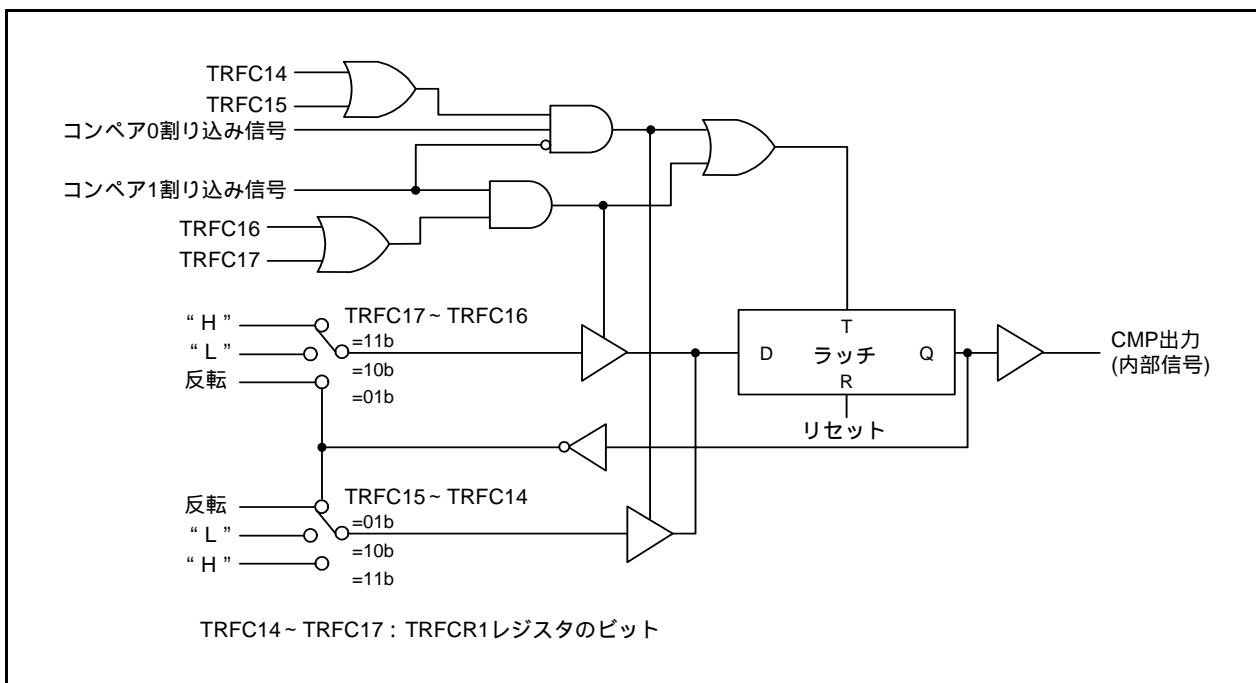 TRFC14
TRFC15
コンペア0割り込み信号
コンペア1割り込み信号
TRFC16
TRFC17
“H”
“L”
反転
TRFC17~TRFC16
=11b
=10b
=01b
D
T
ラッチ
R
Q
リセット
CMP出力
(内部信号)
反転
“L”
“H”
TRFC15~TRFC14
=01b
=10b
=11b
TRFC14~TRFC17：TRFCR1レジスタのビット